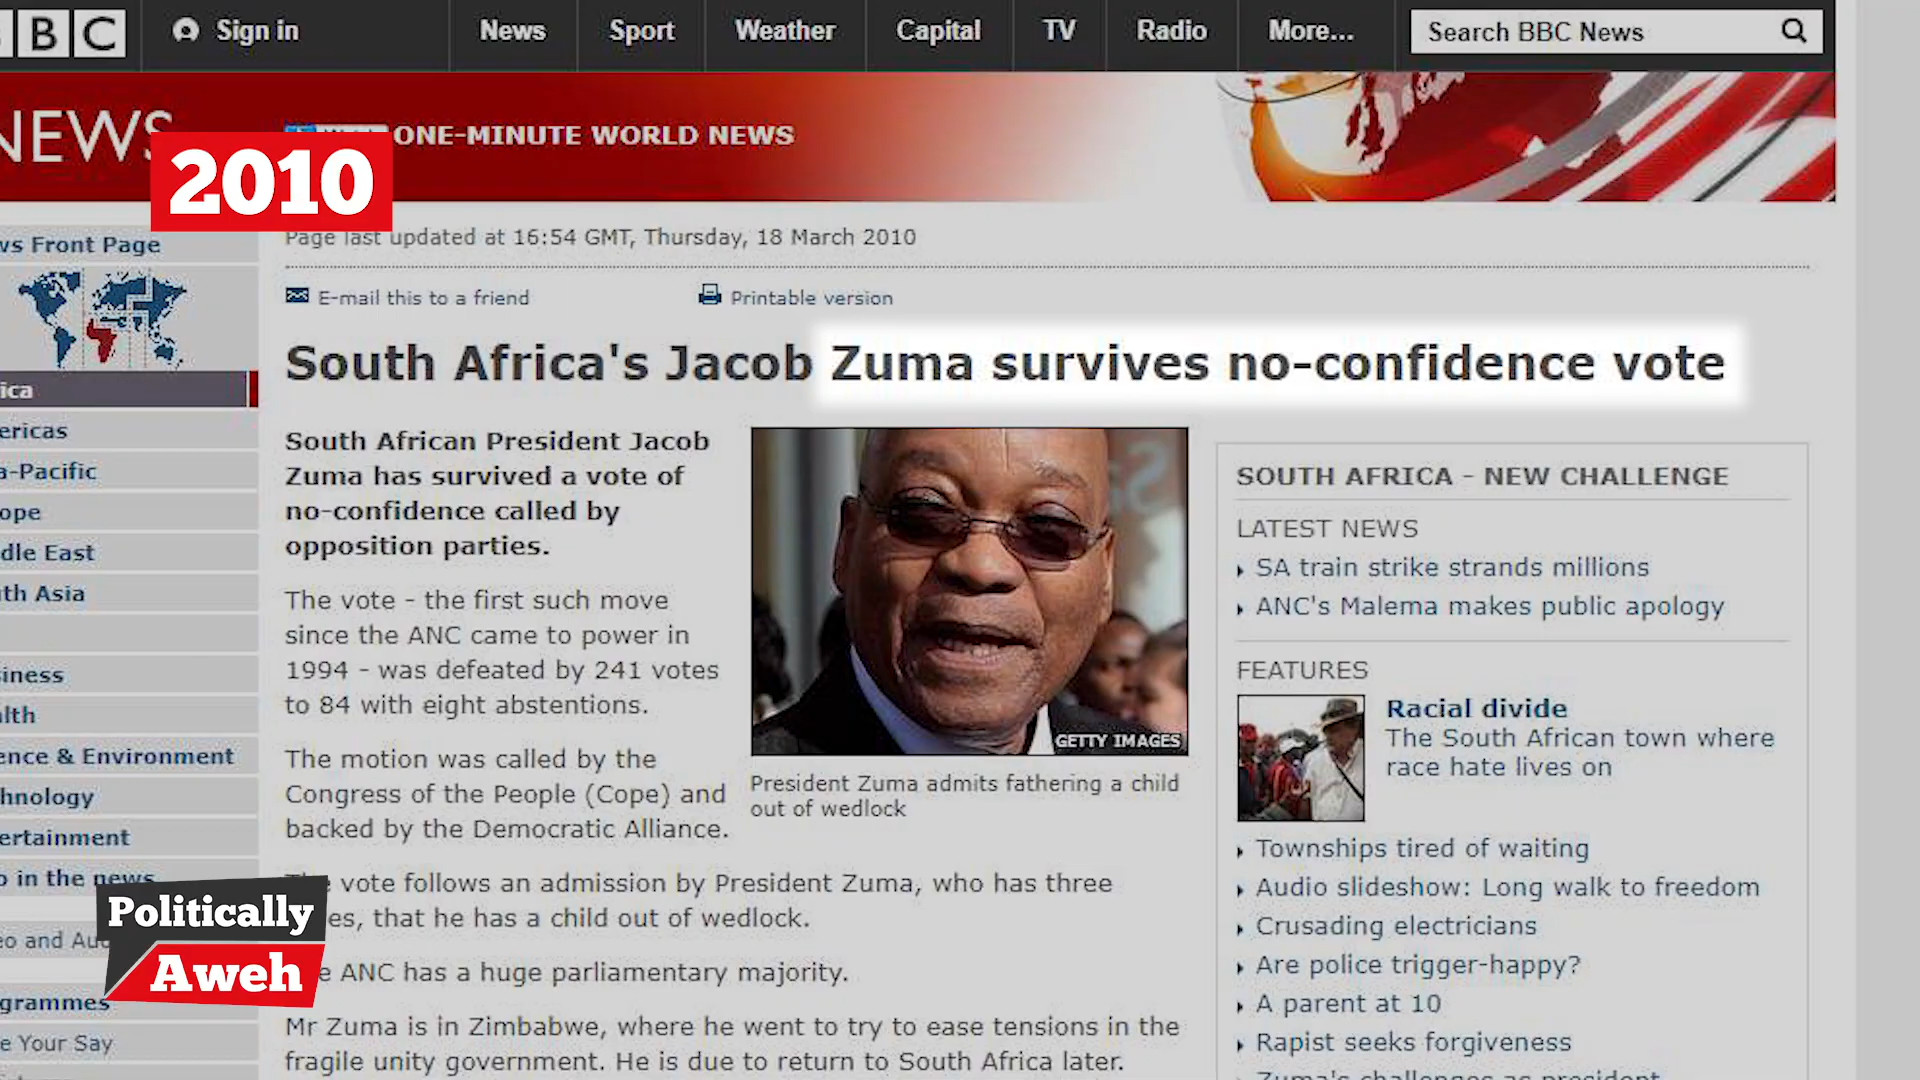 BBC
Sign in
News
Sport
Weather
Capital
TV
Radio
More...
Search BBC News
NEWS
ONE-MINUTE WORLD NEWS
2010
Page last updated at 16:54 GMT, Thursday, 18 March 2010
E-mail this to a friend
Printable version
South Africa's Jacob Zuma survives no-confidence vote
ws Front Page
ica
ericas
a-Pacific
ope
dle East
th Asia
iness
lth
ence & Environment
hnology
ertainment
o in the news
eo and Au
grammes
e Your Say
South African President Jacob
Zuma has survived a vote of
no-confidence called by
opposition parties.
The vote - the first such move
since the ANC came to power in
1994 - was defeated by 241 votes
to 84 with eight abstentions.
The motion was called by the
Congress of the People (Cope) and
backed by the Democratic Alliance.
GETTY IMAGES
President Zuma admits fathering a child
out of wedlock
vote follows an admission by President Zuma, who has three
es, that he has a child out of wedlock.
e ANC has a huge parliamentary majority.
Mr Zuma is in Zimbabwe, where he went to try to ease tensions in the
fragile unity government. He is due to return to South Africa later.
SOUTH AFRICA - NEW CHALLENGE
LATEST NEWS
SA train strike strands millions
ANC's Malema makes public apology
FEATURES
Racial divide
The South African town where
race hate lives on
Townships tired of waiting
Audio slideshow: Long walk to freedom
Crusading electricians
Are police trigger-happy?
A parent at 10
Rapist seeks forgiveness
Zuma's challenges as president
Politically
Aweh